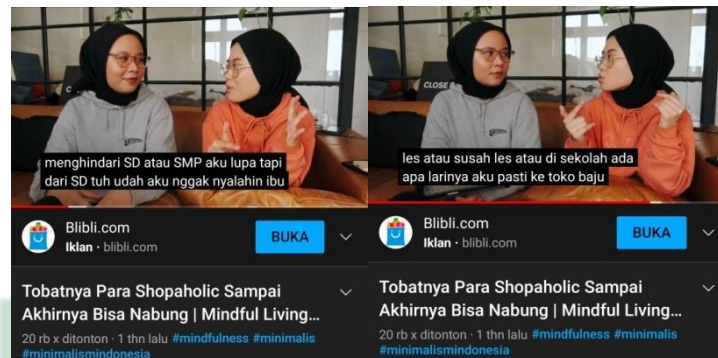 CLOSE
menghindari SD atau SMP aku lupa tapi
dari SD tuh udah aku nggak nyalahin ibu
Blibli.com
Iklan · blibli.com
BUKA
Tobatnya Para Shopaholic Sampai
Akhirnya Bisa Nabung | Mindful Living...
20 rb x ditonton · 1 thn lalu #mindfulness #minimalis
#minimalismindonesia
les atau susah les atau di sekolah ada
apa larinya aku pasti ke toko baju
Blibli.com
Iklan · blibli.com
BUKA
Tobatnya Para Shopaholic Sampai
Akhirnya Bisa Nabung | Mindful Living...
20 rb x ditonton · 1 thn lalu #mindfulness #minimalis
#minimalismindonesia